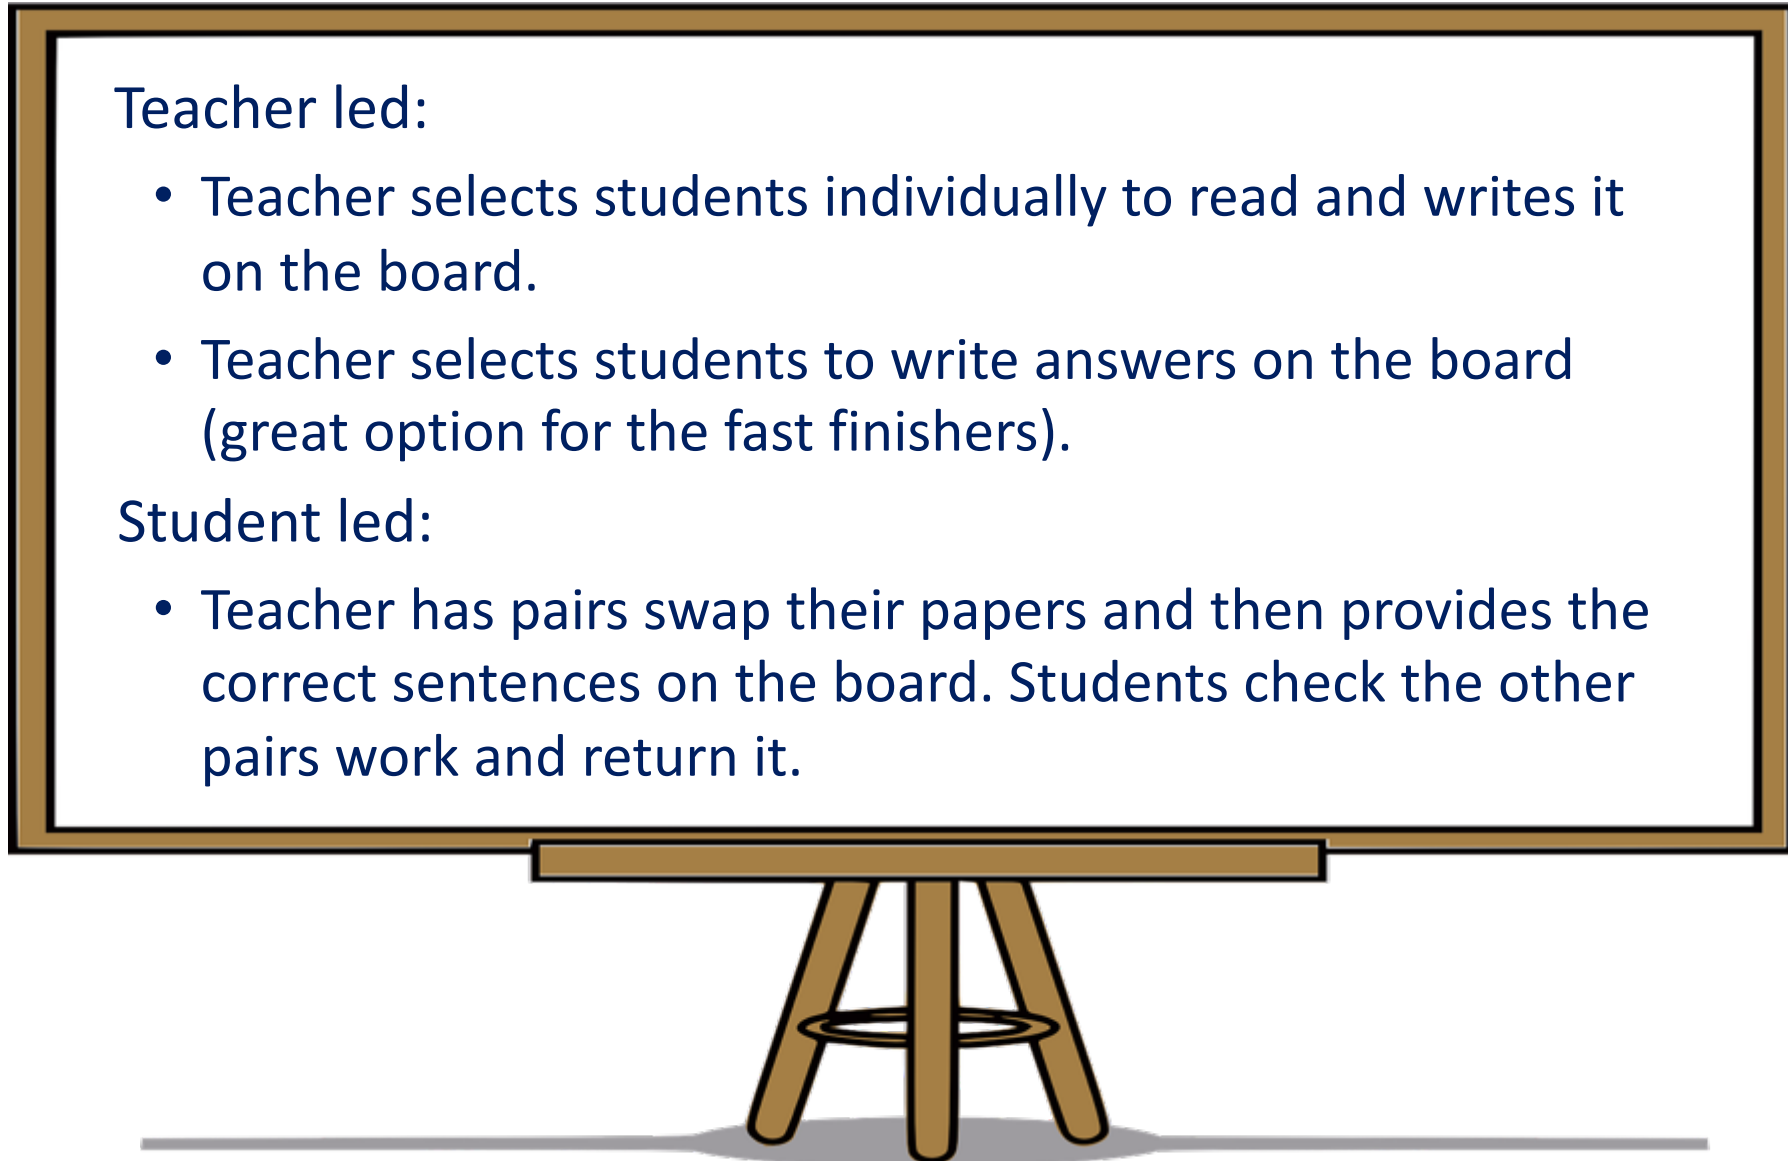 Teacher led:
• Teacher selects students individually to read and writes it
on the board.
• Teacher selects students to write answers on the board
(great option for the fast finishers).
Student led:
• Teacher has pairs swap their papers and then provides the
correct sentences on the board. Students check the other
pairs work and return it.